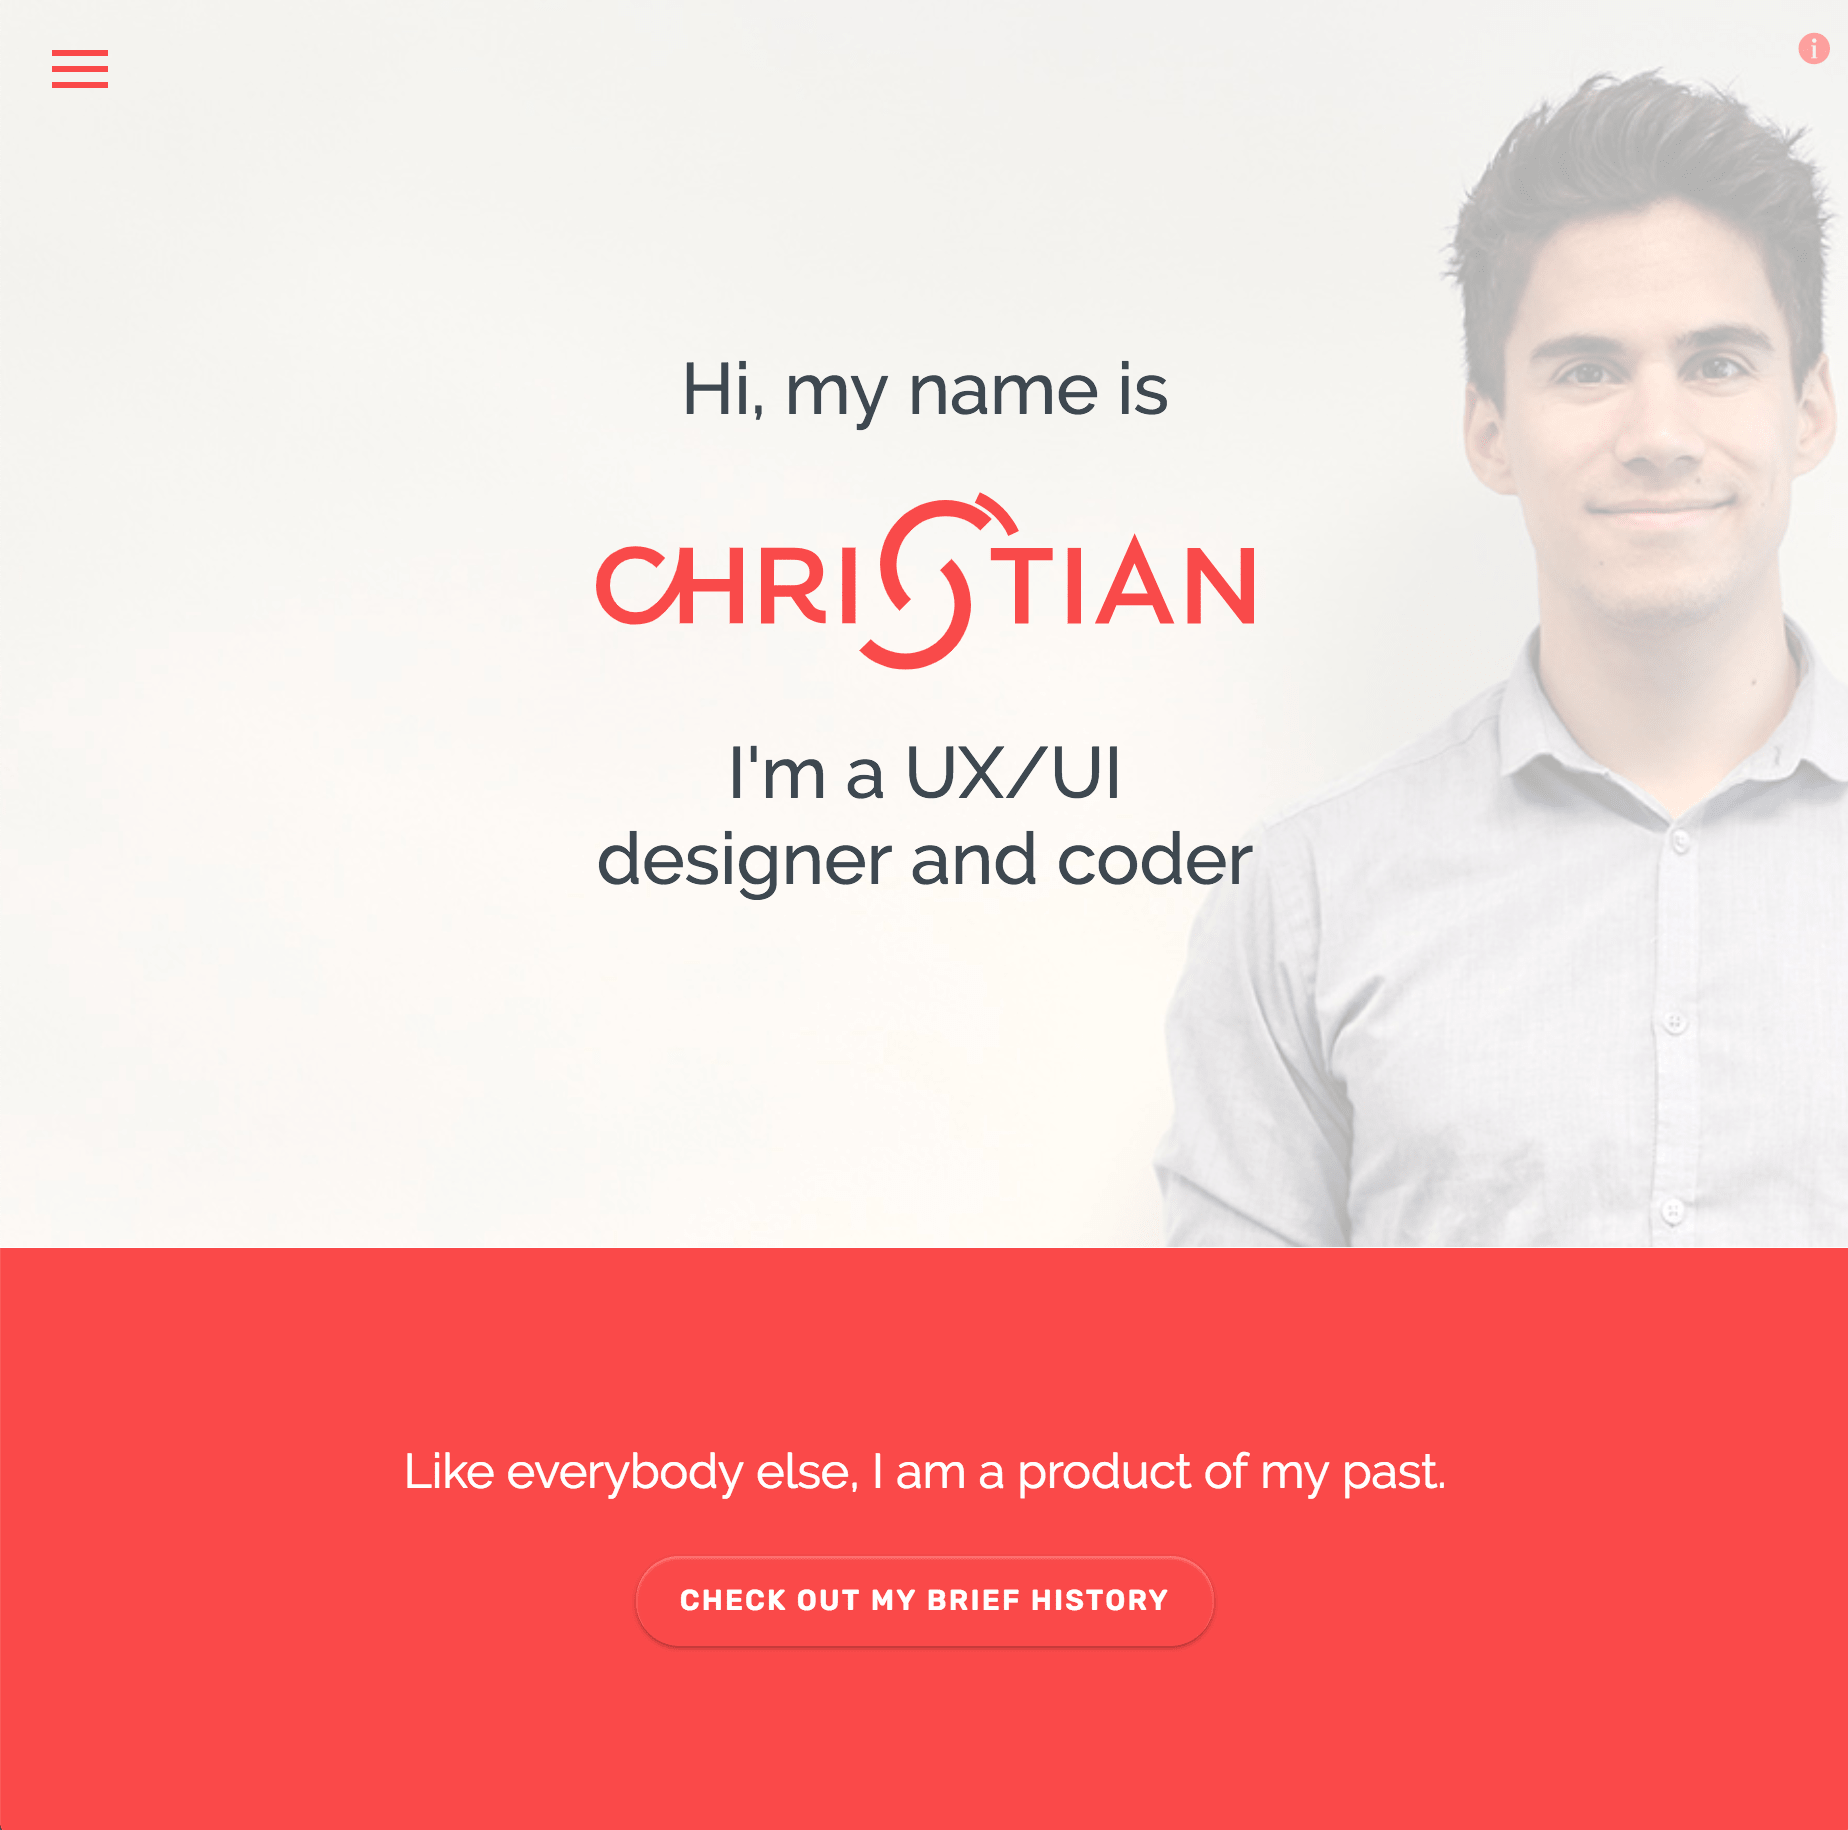 i
Hi, my name is
CHRISTIAN
I'm a UX/UI
designer and coder
Like everybody else, I am a product of my past.
CHECK OUT MY BRIEF HISTORY